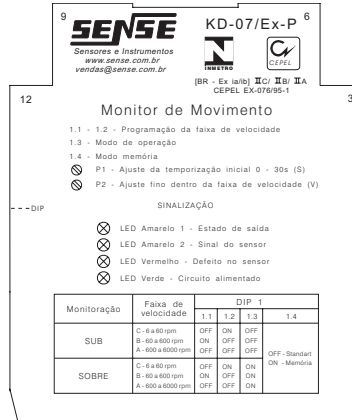 9
SENSE
Sensores e Instrumentos
www.sense.com.br
vendas@sense.com.br
KD-07/Ex-P
6
INMETRO
CEPEL
[BR - Ex ia/ib] IIC/ IIB/ IIA
CEPEL EX-076/95-1
12
3
Monitor de Movimento
1.1 - 1.2 - Programação da faixa de velocidade
1.3 - Modo de operação
1.4 - Modo memória
P1 - Ajuste da temporização inicial 0 - 30s (S)
P2 - Ajuste fino dentro da faixa de velocidade (V)
DIP
SINALIZAÇÃO
LED Amarelo 1 - Estado de saída
LED Amarelo 2 - Sinal do sensor
LED Vermelho - Defeito no sensor
LED Verde - Circuito alimentado
Monitoração Faixa de velocidade DIP 1
1.1 1.2 1.3 1.4
SUB
C - 6 a 60 rpm OFF ON OFF
B - 60 a 600 rpm ON OFF OFF
A - 600 a 6000 rpm OFF OFF OFF
OFF - Standart
ON - Memória
SOBRE
C - 6 a 60 rpm OFF ON ON
B - 60 a 600 rpm ON OFF ON
A - 600 a 6000 rpm OFF OFF ON